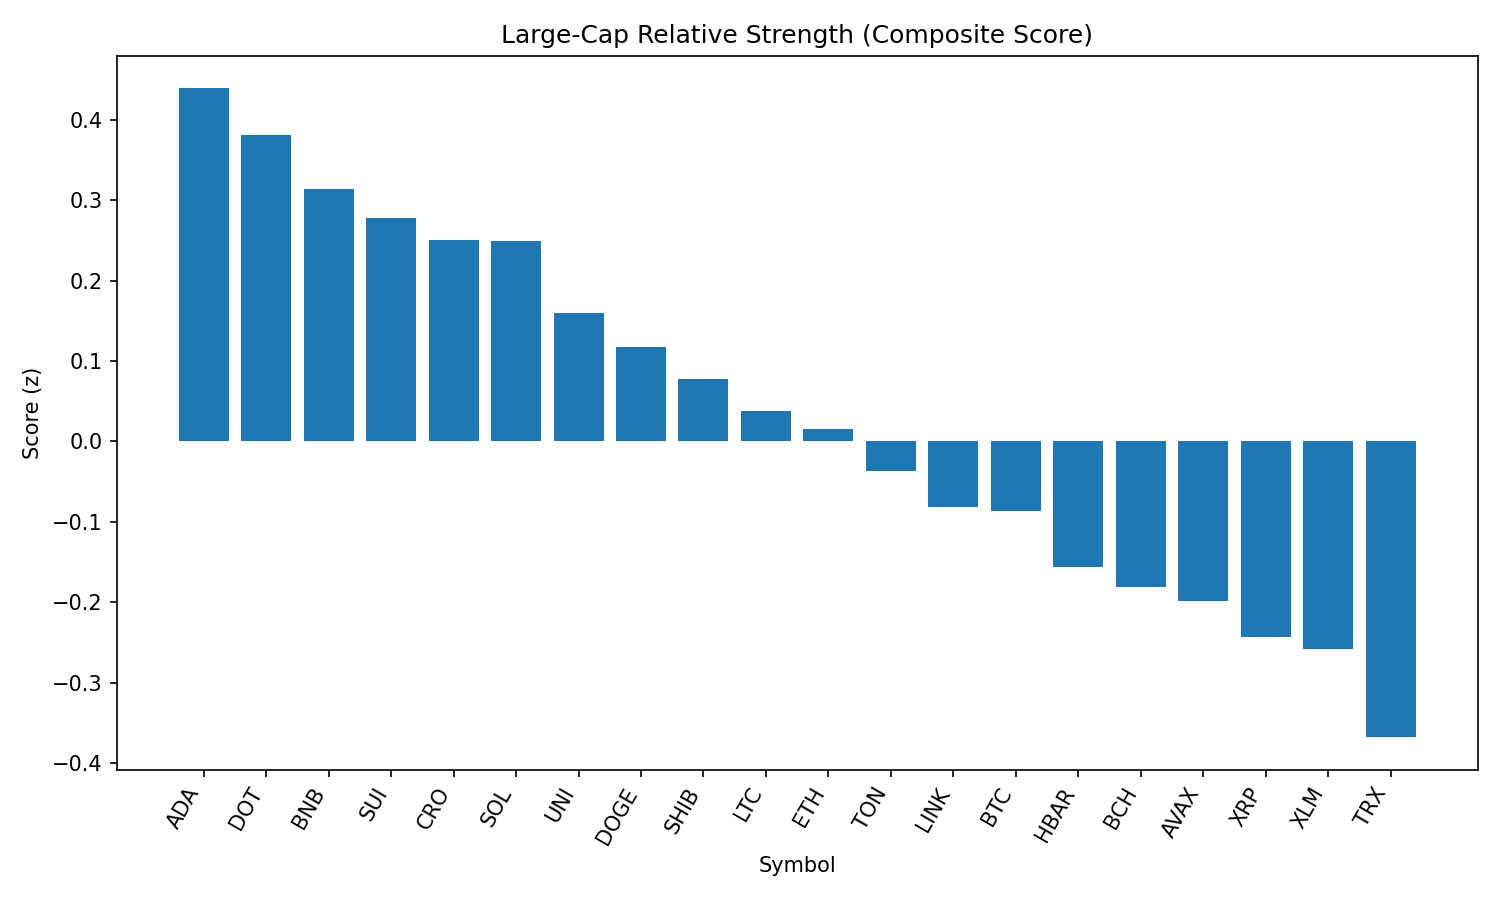 Large-Cap Relative Strength (Composite Score)
0.4
0.3
0.2
0.1
0.0
−0.1
−0.2
−0.3
−0.4
Score (z)
ADA DOT BNB SUI CRO SOL UNI DOGE SHIB LTC ETH TON LINK BTC HBAR BCH AVAX XRP XLM TRX
Symbol